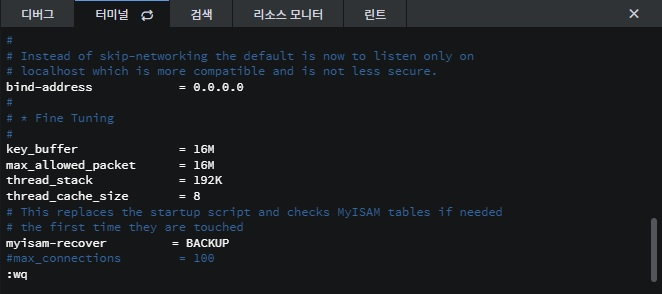 디버그 터미널 검색 리소스 모니터 린트
#
# Instead of skip-networking the default is now to listen only on
# localhost which is more compatible and is not less secure.
bind-address = 0.0.0.0
#
# * Fine Tuning
#
key_buffer = 16M
max_allowed_packet = 16M
thread_stack = 192K
thread_cache_size = 8
# This replaces the startup script and checks MyISAM tables if needed
# the first time they are touched
myisam-recover = BACKUP
#max_connections = 100
:wq